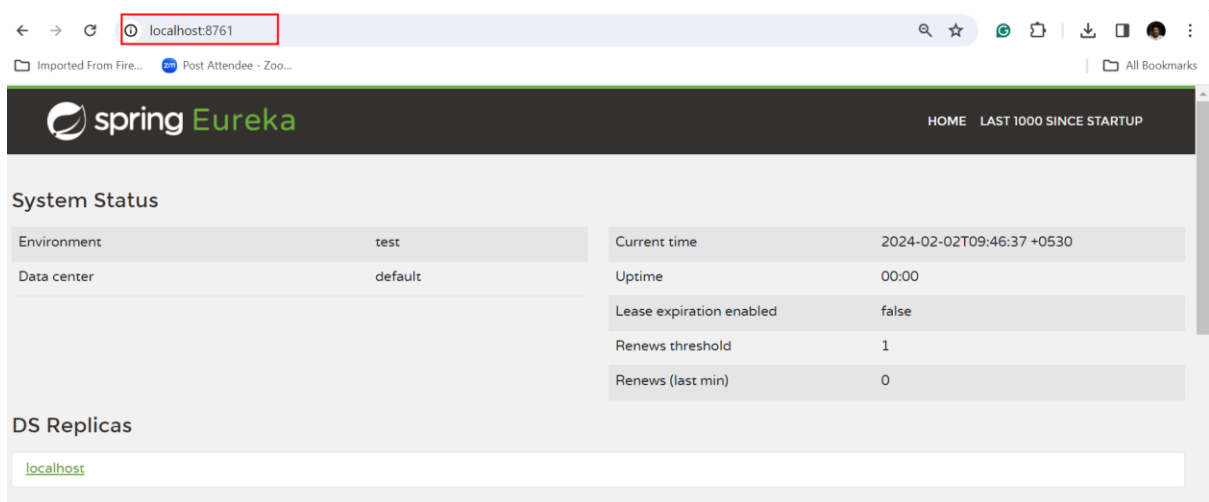 localhost:8761
Imported From Fire... zm Post Attendee - Zoo... All Bookmarks
spring Eureka HOME LAST 1000 SINCE STARTUP
System Status
Environment test
Data center default
Current time 2024-02-02T09:46:37 +0530
Uptime 00:00
Lease expiration enabled false
Renews threshold 1
Renews (last min) 0
DS Replicas
localhost